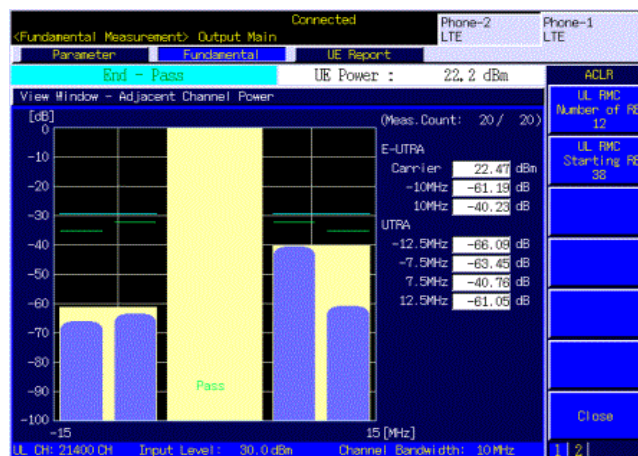 Connected
Phone-2
LTE
Phone-1
LTE
<Fundamental Measurement> Output Main
Parameter
Fundamental
UE Report
End - Pass
UE Power :
22.2 dBm
ACLR
View Window - Adjacent Channel Power
UL RMC
Number of RB
12
[dB]
(Meas.Count: 20 / 20)
UL RMC
Starting RB
38
0
-10
-20
-30
-40
-50
-60
-70
-80
-90
-100
E-UTRA
Carrier 22.47 dBm
-10MHz -61.19 dB
10MHz -40.23 dB
UTRA
-12.5MHz -66.09 dB
-7.5MHz -63.45 dB
7.5MHz -40.76 dB
12.5MHz -61.05 dB
Pass
-15
15 [MHz]
Close
UL CH: 21400 CH
Input Level: 30.0 dBm
Channel Bandwidth: 10 MHz
1
2